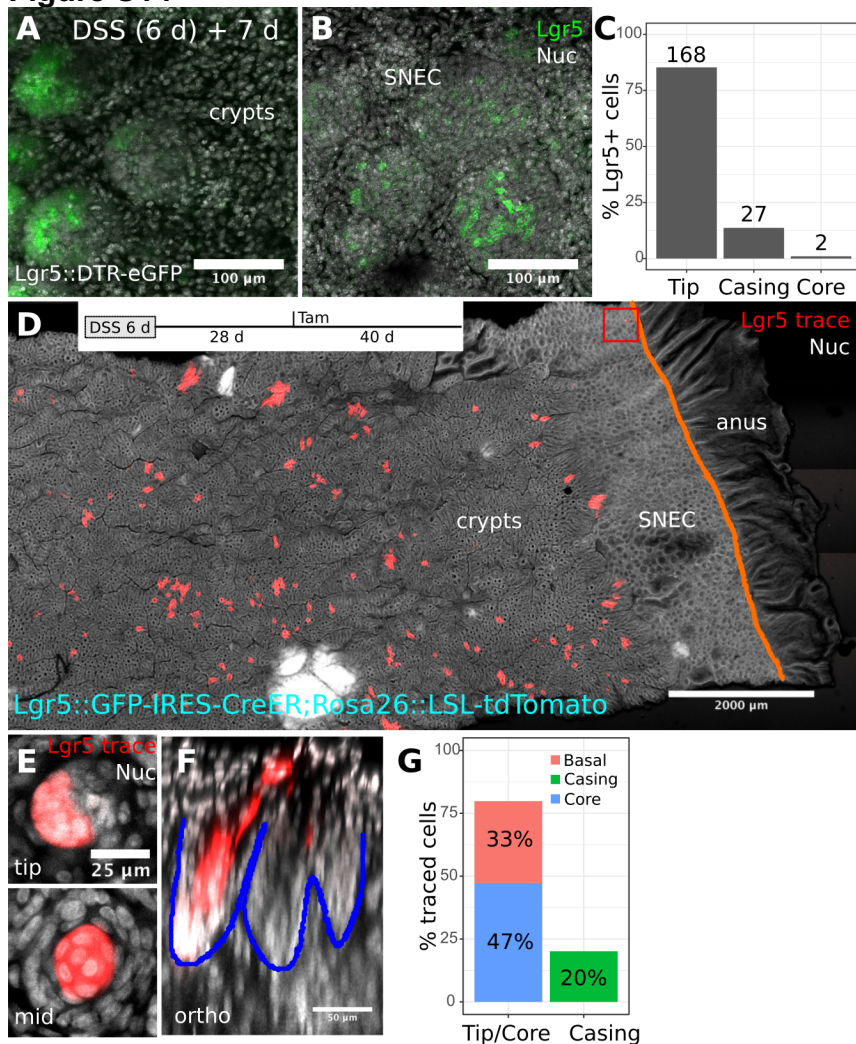 A
DSS (6 d) + 7 d
crypts
Lgr5::DTR-eGFP
100 µm
B
Lgr5
Nuc
SNEC
100 µm
C
% Lgr5+ cells
100
75
50
25
0
168
27
2
Tip
Casing
Core
D
DSS 6 d
Tam
28 d
40 d
Lgr5 trace
Nuc
anus
crypts
SNEC
Lgr5::GFP-IRES-CreER;Rosa26::LSL-tdTomato
2000 µm
E
Lgr5 trace
Nuc
tip
25 µm
mid
F
ortho
50 µm
G
% traced cells
100
75
50
25
0
Basal
Casing
Core
33%
47%
20%
Tip/Core
Casing